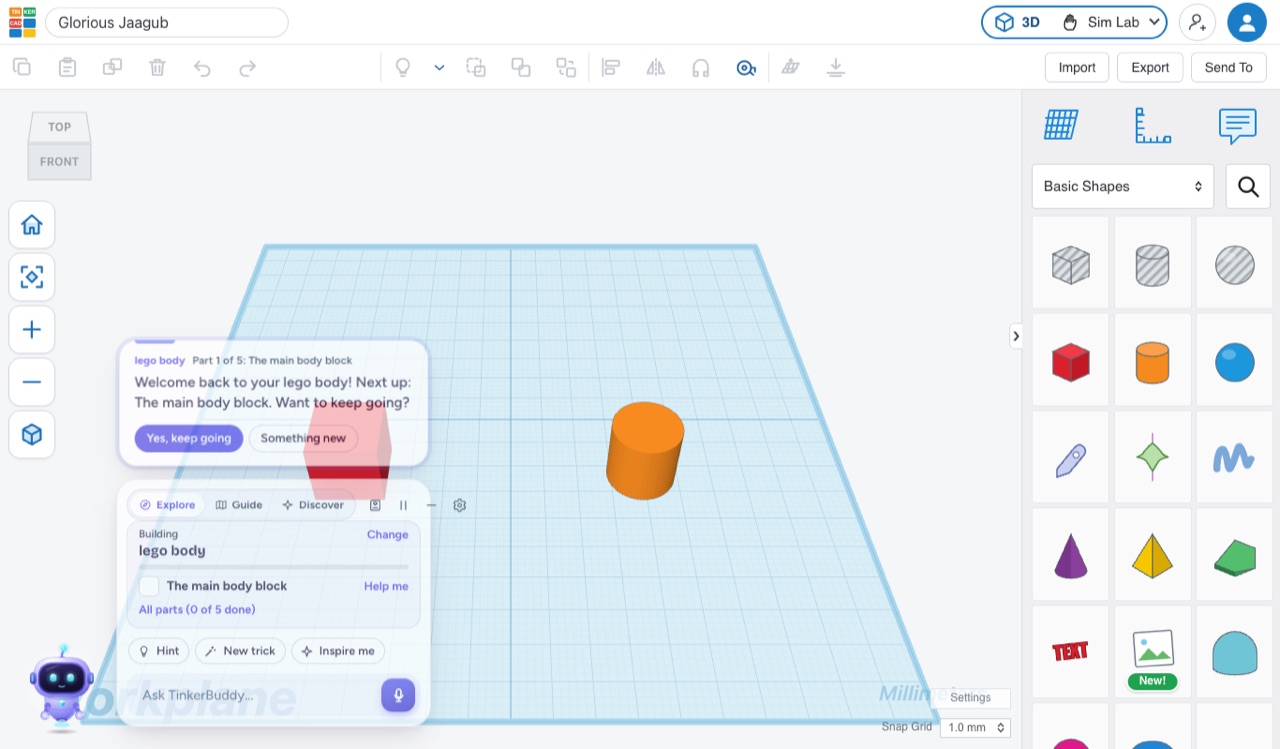 TIN KER
CAD
Glorious Jaagub
3D
Sim Lab
Import
Export
Send To
TOP
FRONT
Basic Shapes
lego body Part 1 of 5: The main body block
Welcome back to your lego body! Next up:
The main body block. Want to keep going?
Yes, keep going
Something new
Explore
Guide
Discover
Building
Change
lego body
The main body block
Help me
All parts (0 of 5 done)
Hint
New trick
Inspire me
Ask TinkerBuddy...
orkplane
TEXT
New!
Settings
Snap Grid
1.0 mm